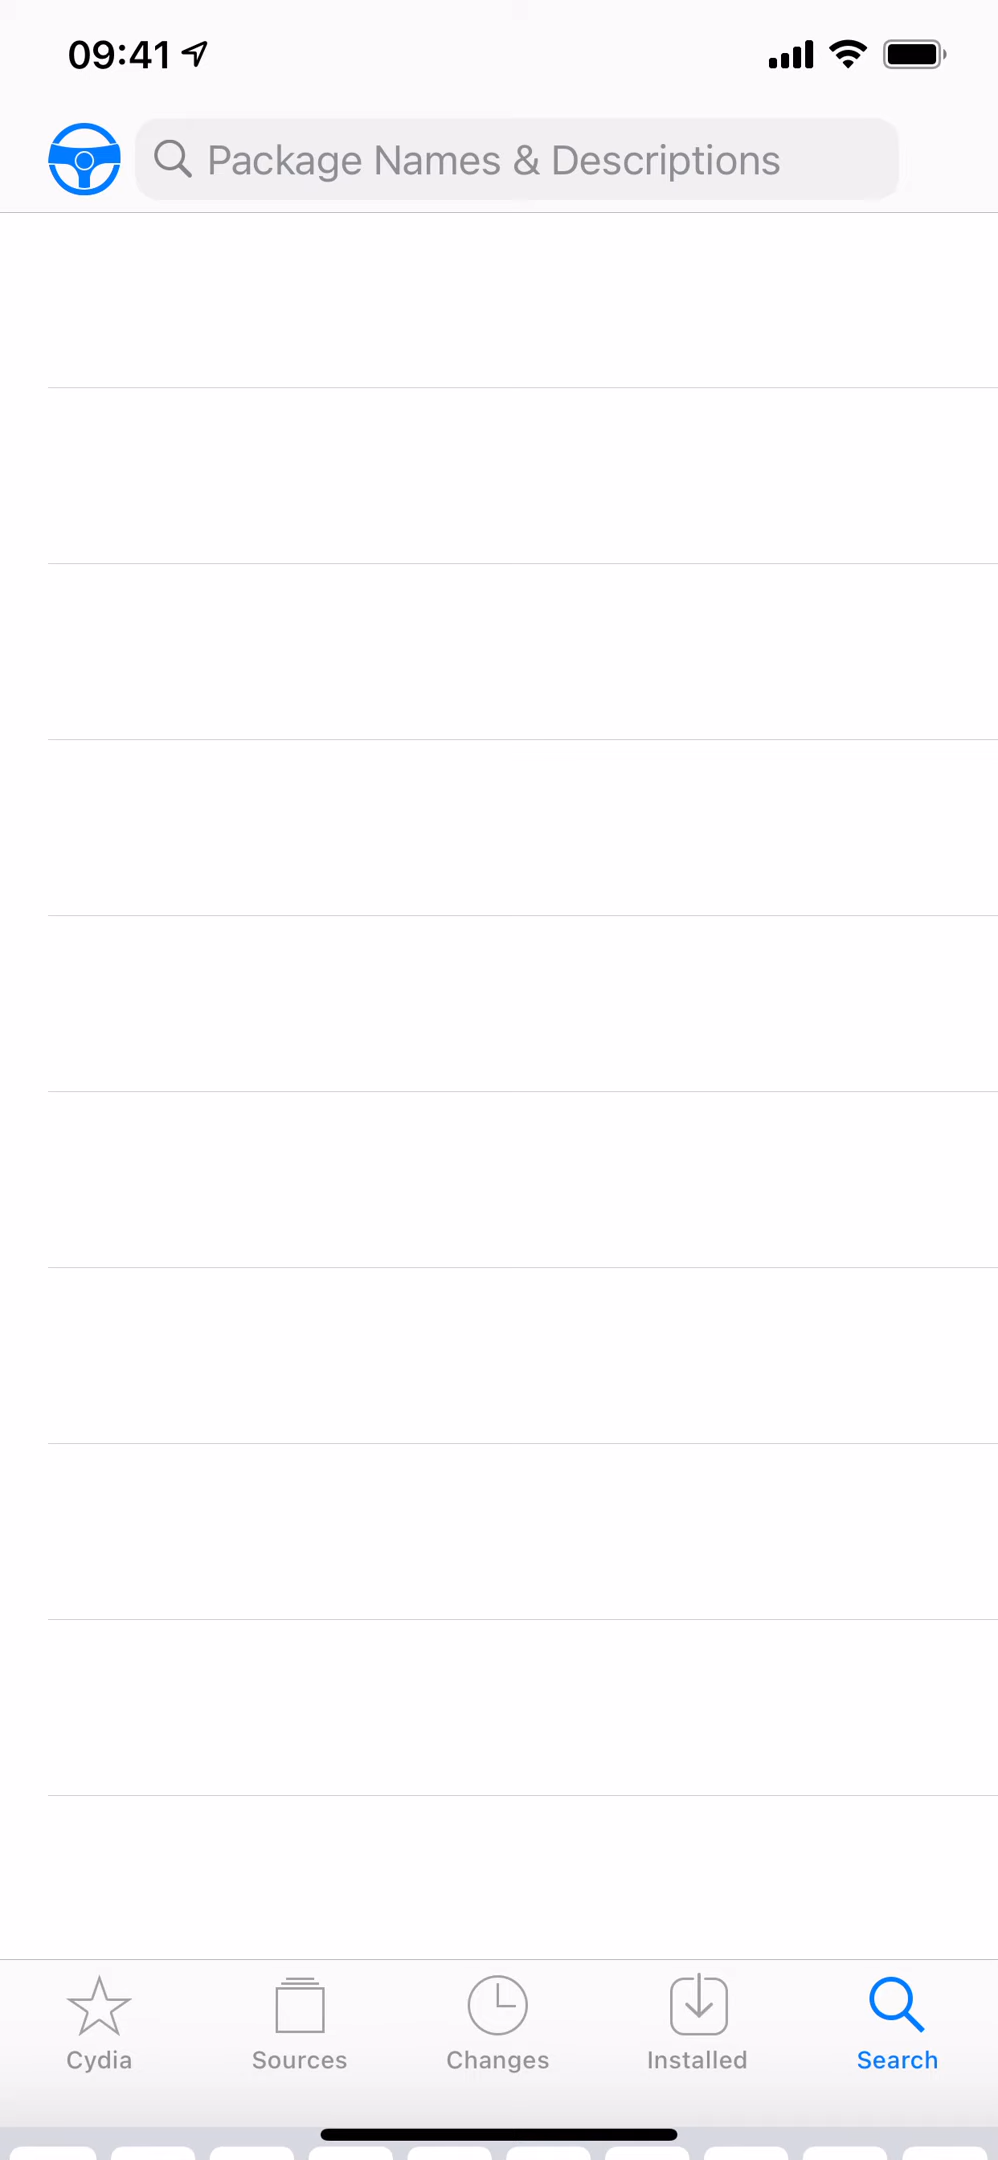 09:41
Package Names & Descriptions
Cydia
Sources
Changes
Installed
Search